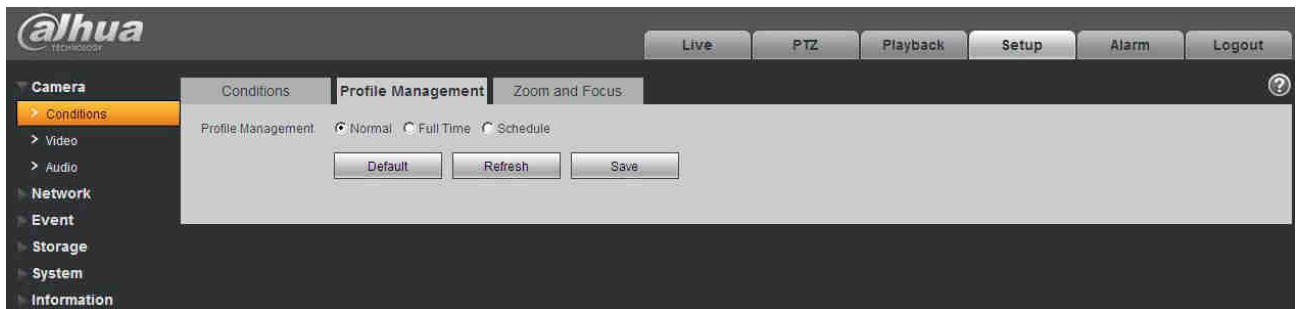 alhua
TECHNOLOGY
Live PTZ Playback Setup Alarm Logout
Camera
Conditions Profile Management Zoom and Focus
> Conditions
Profile Management Normal Full Time Schedule
> Video
> Audio
Default Refresh Save
Network
Event
Storage
System
Information